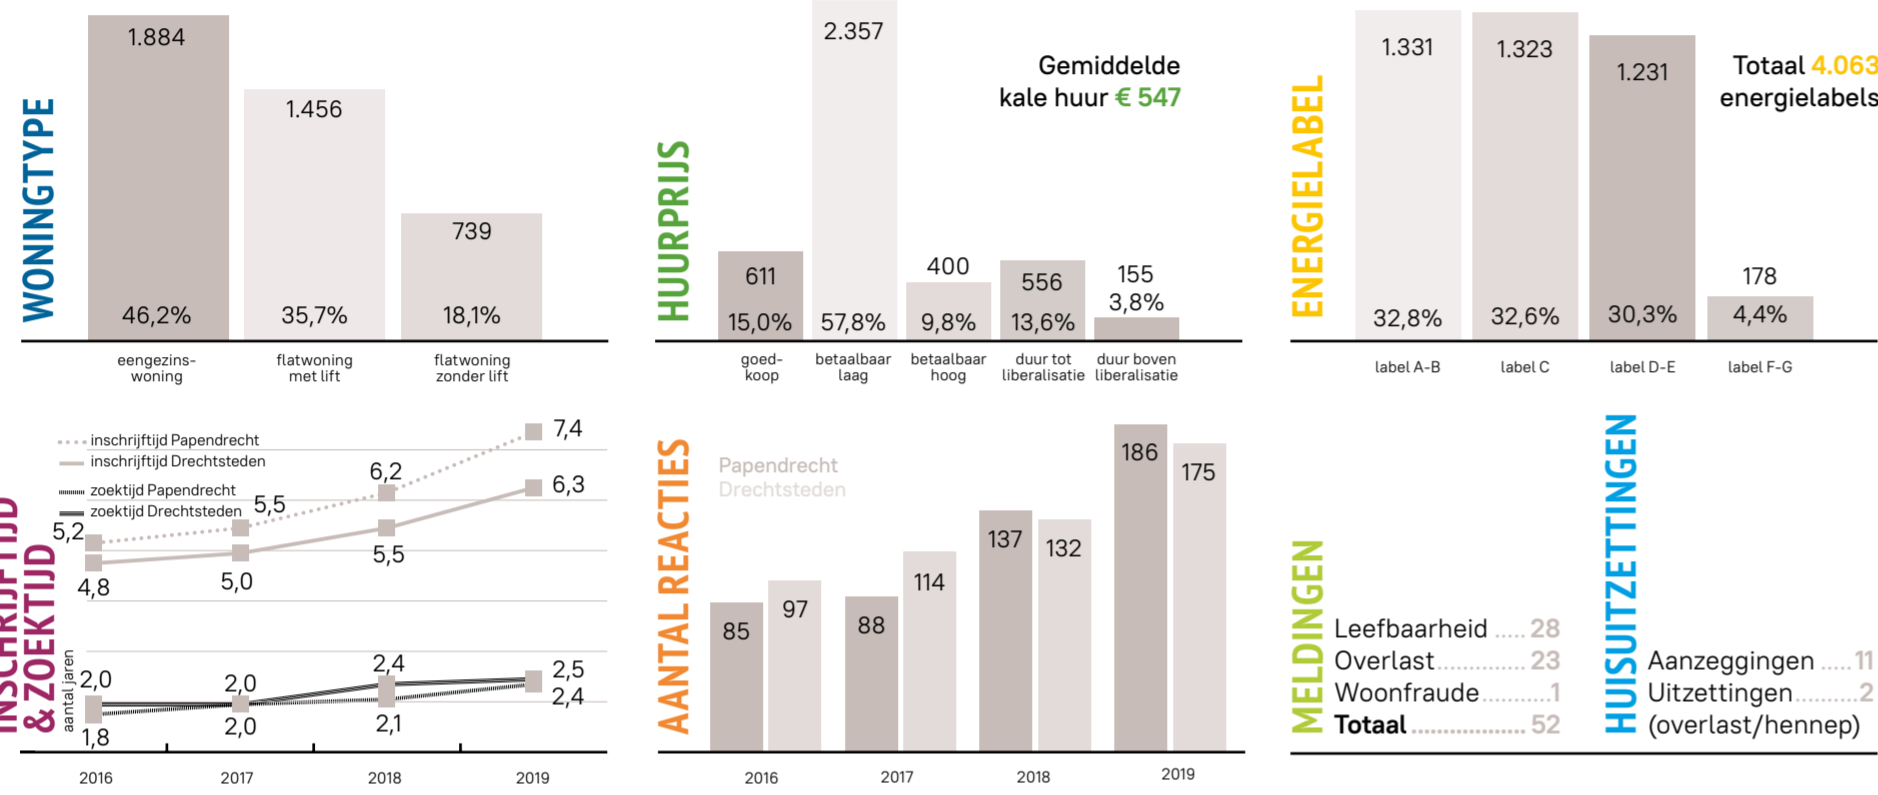 WONINGTYPE
1.884
1.456
739
46,2%
35,7%
18,1%
eengezins-
woning
flatwoning
met lift
flatwoning
zonder lift
HUURPRIJS
Gemiddelde
kale huur € 547
611
2.357
400
556
155
15,0%
57,8%
9,8%
13,6%
3,8%
goed-
koop
betaalbaar
laag
betaalbaar
hoog
duur tot
liberalisatie
duur boven
liberalisatie
ENERGIELABEL
Totaal 4.063
energielabels
1.331
1.323
1.231
178
32,8%
32,6%
30,3%
4,4%
label A-B
label C
label D-E
label F-G
INSCHRIJFTIJD
& ZOEKTIJD
aantal jaren
inschrijftijd Papendrecht
inschrijftijd Drechtsteden
zoektijd Papendrecht
zoektijd Drechtsteden
5,2
5,5
6,2
7,4
4,8
5,0
5,5
6,3
2,0
2,0
2,4
2,5
1,8
2,0
2,1
2,4
2016
2017
2018
2019
AANTAL REACTIES
Papendrecht
Drechtsteden
85
97
88
114
137
132
186
175
2016
2017
2018
2019
MELDINGEN
Leefbaarheid ..... 28
Overlast.............. 23
Woonfraude...........1
Totaal .................. 52
HUISUITZETTINGEN
Aanzeggingen .....11
Uitzettingen..........2
(overlast/hennep)